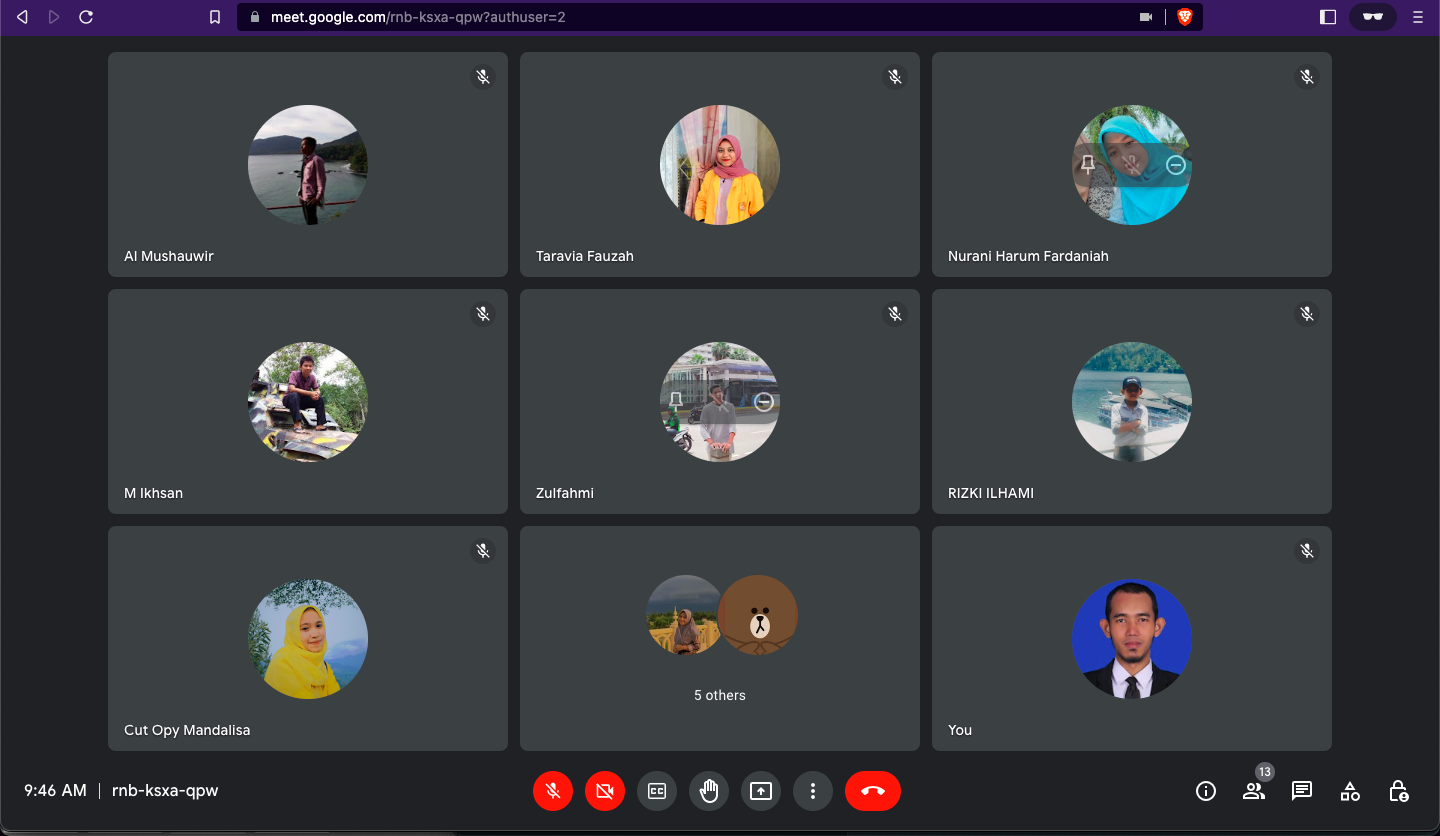 meet.google.com/rnb-ksxa-qpw?authuser=2
Al Mushauwir
Taravia Fauzah
Nurani Harum Fardaniah
M Ikhsan
Zulfahmi
RIZKI ILHAMI
Cut Opy Mandalisa
5 others
You
9:46 AM | rnb-ksxa-qpw
CC
13